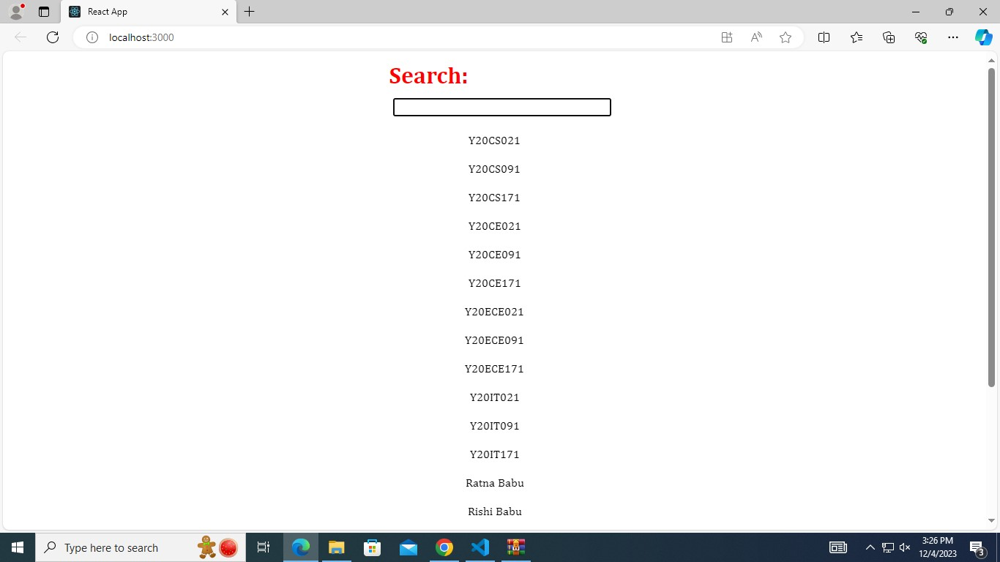 React App
localhost:3000
Search:
Y20CS021
Y20CS091
Y20CS171
Y20CE021
Y20CE091
Y20CE171
Y20ECE021
Y20ECE091
Y20ECE171
Y20IT021
Y20IT091
Y20IT171
Ratna Babu
Rishi Babu
Type here to search
3:26 PM
12/4/2023
3